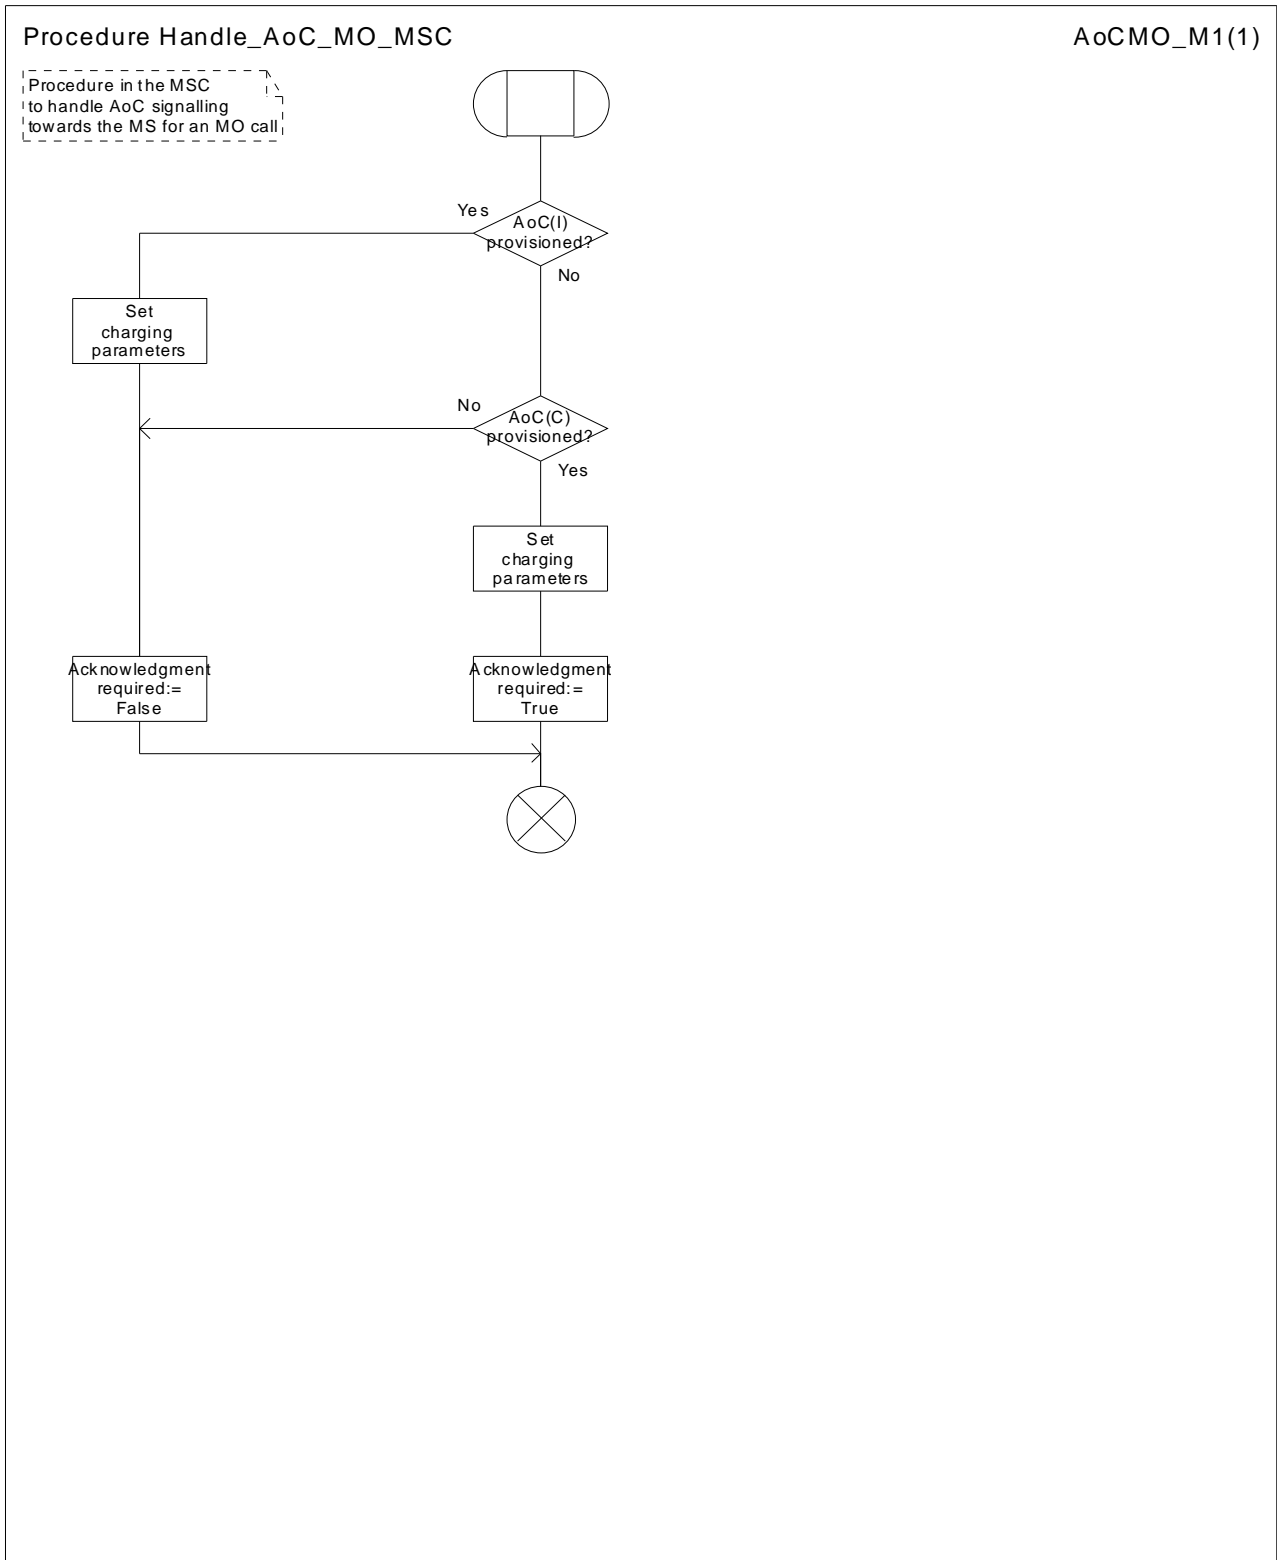 Procedure Handle_AoC_MO_MSC
AoCMO_M1(1)
Procedure in the MSC
to handle AoC signalling
towards the MS for an MO call
Yes
AoC(I)
provisioned?
No
Set
charging
parameters
No
AoC(C)
provisioned?
Yes
Set
charging
parameters
Acknowledgment
required:=
False
Acknowledgment
required:=
True